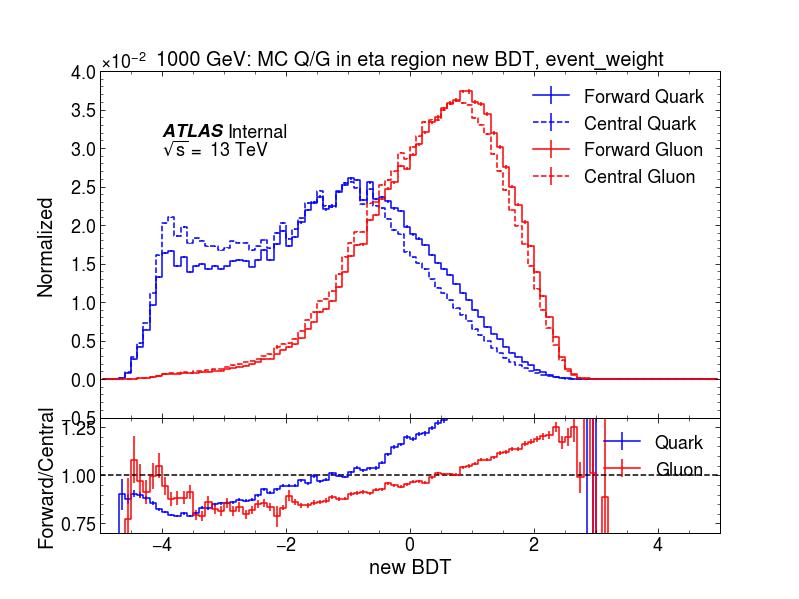 ×10⁻² 1000 GeV: MC Q/G in eta region new BDT, event_weight
4.0
3.5
3.0
2.5
2.0
1.5
1.0
0.5
0.0
−0.5
Normalized
ATLAS Internal
√s = 13 TeV
Forward Quark
Central Quark
Forward Gluon
Central Gluon
1.25
1.00
0.75
Forward/Central
Quark
Gluon
−4 −2 0 2 4
new BDT